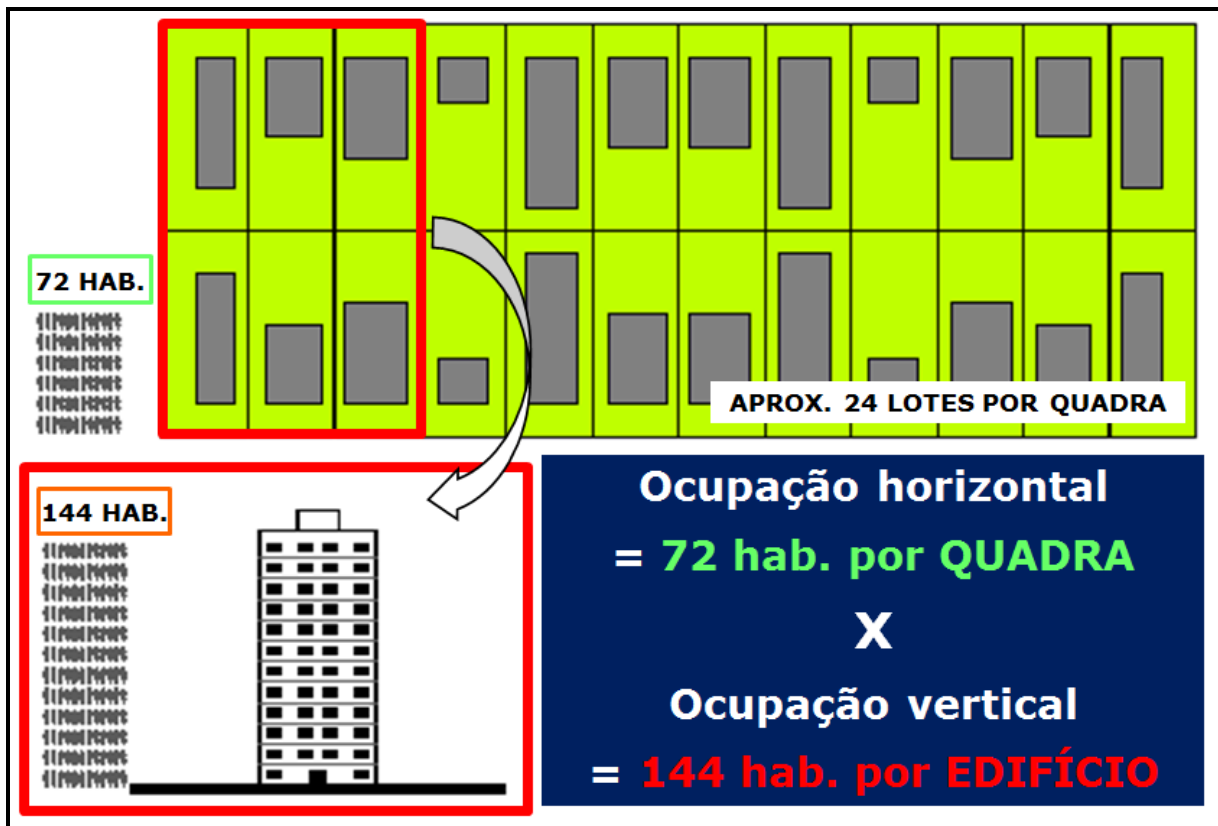 72 HAB.
APROX. 24 LOTES POR QUADRA
144 HAB.
Ocupação horizontal
= 72 hab. por QUADRA
X
Ocupação vertical
= 144 hab. por EDIFÍCIO